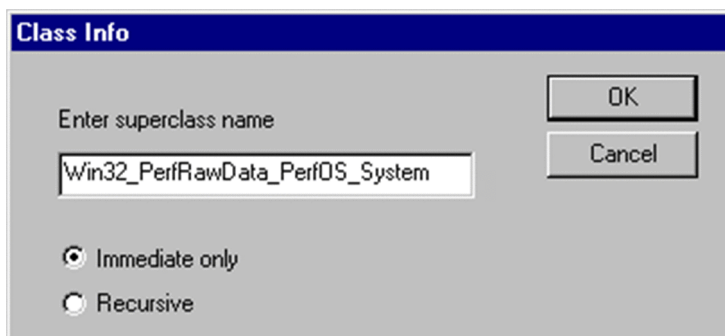 Class Info
Enter superclass name
Win32_PerfRawData_PerfOS_System
OK
Cancel
Immediate only
Recursive